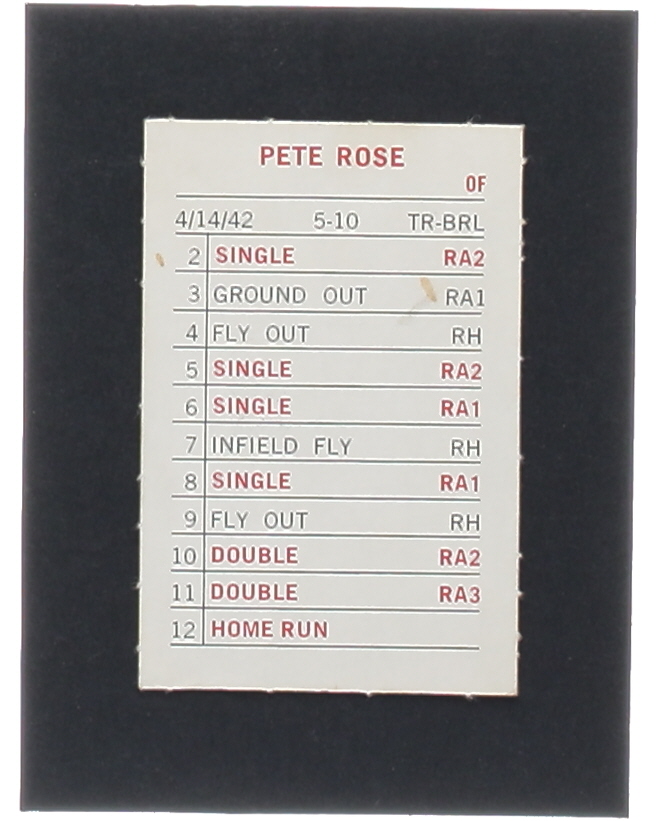 PETE ROSE
OF
4/14/42 5-10 TR-BRL
2 SINGLE RA2
3 GROUND OUT RA1
4 FLY OUT RH
5 SINGLE RA2
6 SINGLE RA1
7 INFIELD FLY RH
8 SINGLE RA1
9 FLY OUT RH
10 DOUBLE RA2
11 DOUBLE RA3
12 HOME RUN